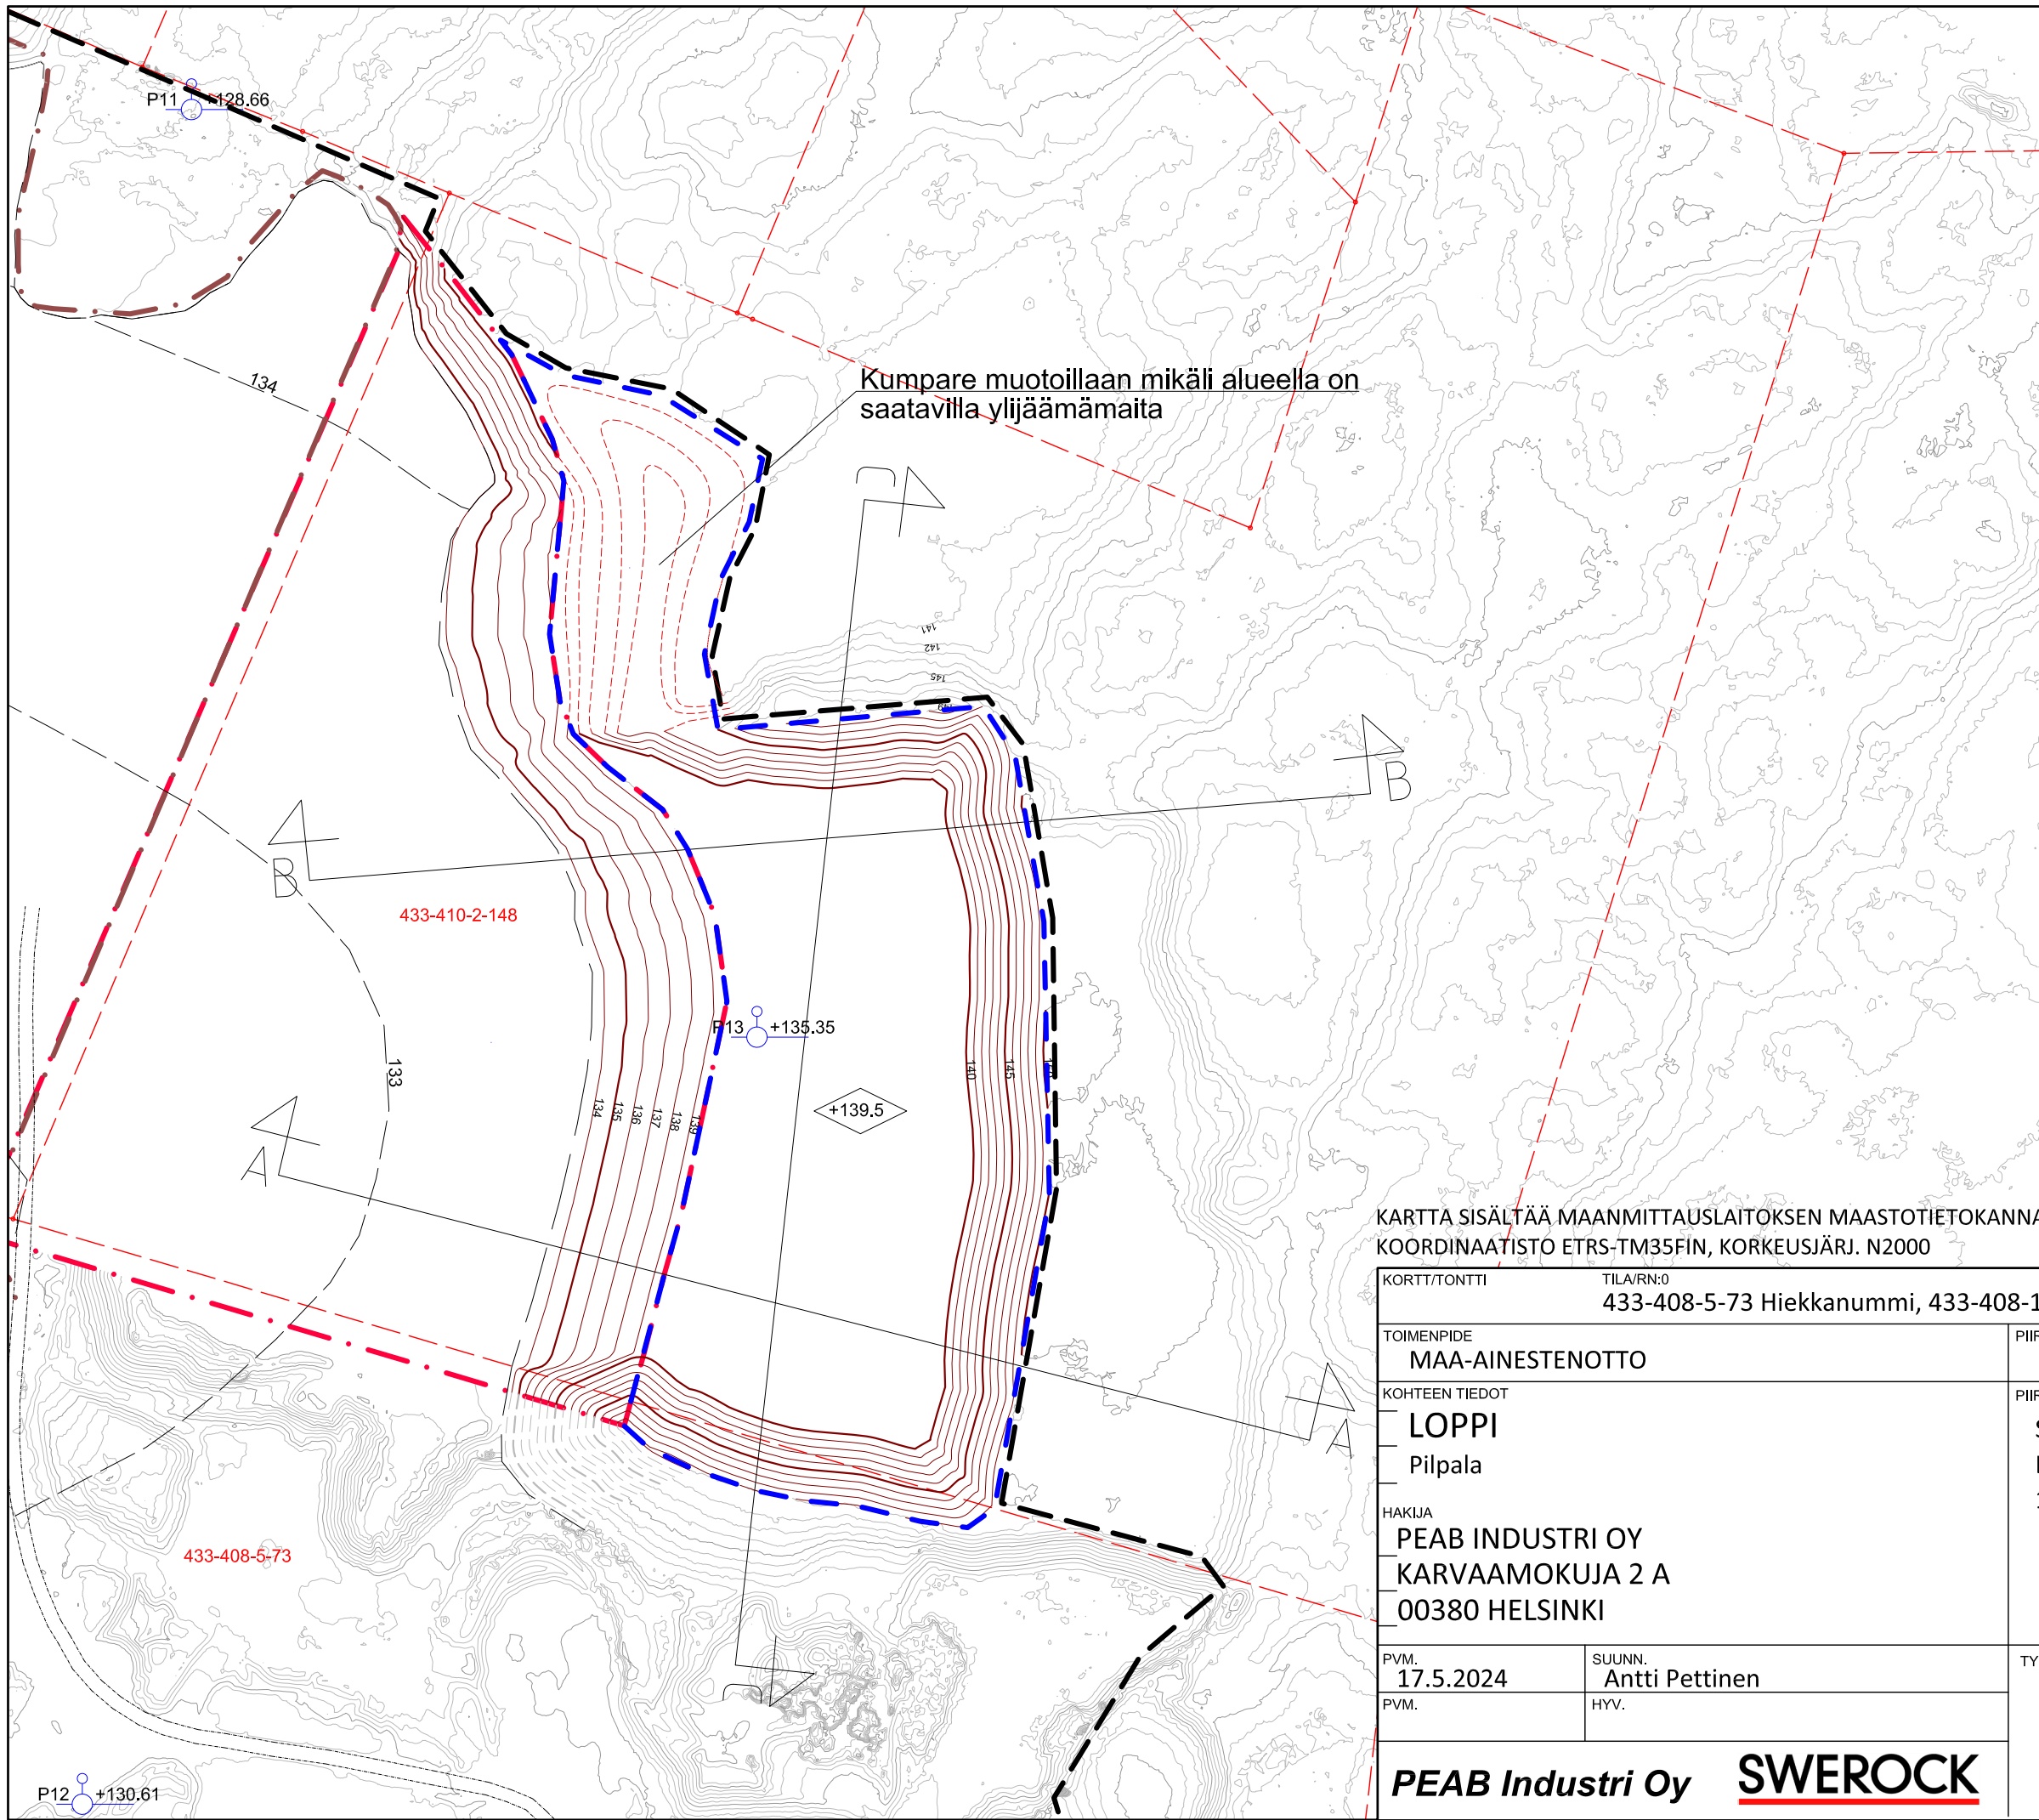 P11 +128.66
134
Kumpare muotoillaan mikäli alueella on
saatavilla ylijäämämaita
C
141
142
145
B
B
433-410-2-148
P13 +135.35
133
140
145
+139.5
134
135
136
137
138
139
A
A
KARTTA SISÄLTÄÄ MAANMITTAUSLAITOKSEN MAASTOTIETOKANNA
KOORDINAATISTO ETRS-TM35FIN, KORKEUSJÄRJ. N2000
KORTT/TONTTI
TILA/RN:0
433-408-5-73 Hiekkanummi, 433-408-1
TOIMENPIDE
MAA-AINESTENOTTO
PIIR
KOHTEEN TIEDOT
LOPPI
Pilpala
HAKIJA
PEAB INDUSTRI OY
KARVAAMOKUJA 2 A
00380 HELSINKI
433-408-5-73
C
PVM.
17.5.2024
SUUNN.
Antti Pettinen
TY
PVM.
HYV.
P12 +130.61
PEAB Industri Oy
SWEROCK